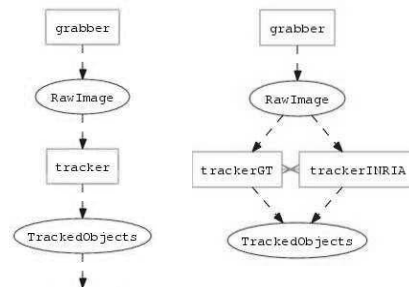 grabber
RawImage
tracker
TrackedObjects
grabber
RawImage
trackerGT
trackerINRIA
TrackedObjects